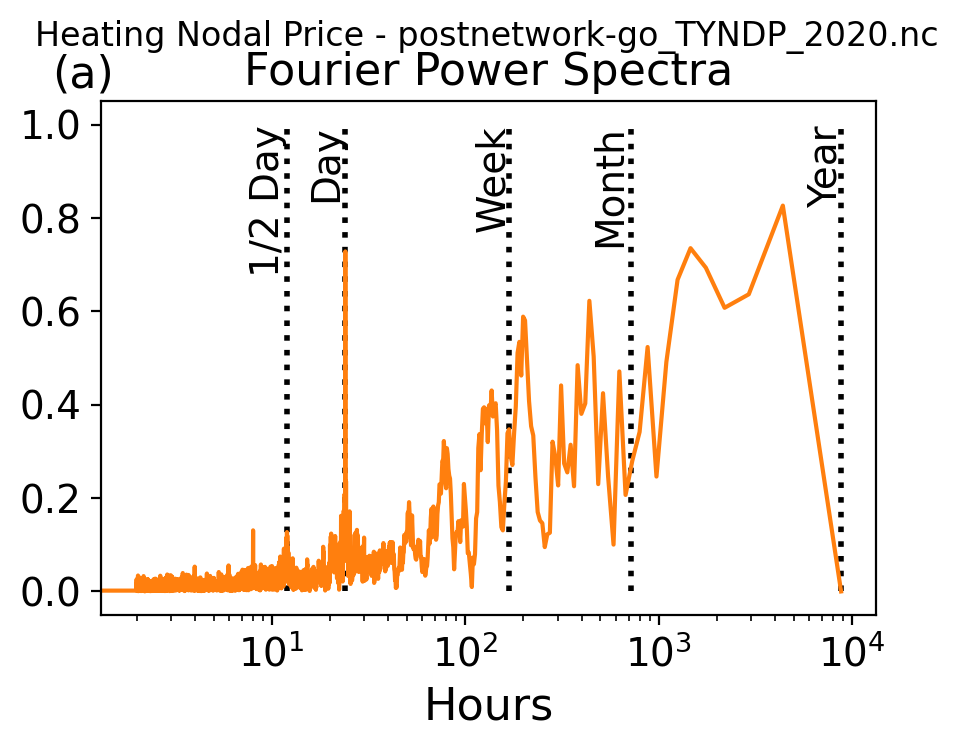 Heating Nodal Price - postnetwork-go_TYNDP_2020.nc
(a) Fourier Power Spectra
1/2 Day
Day
Week
Month
Year
1.0
0.8
0.6
0.4
0.2
0.0
10¹ 10² 10³ 10⁴
Hours